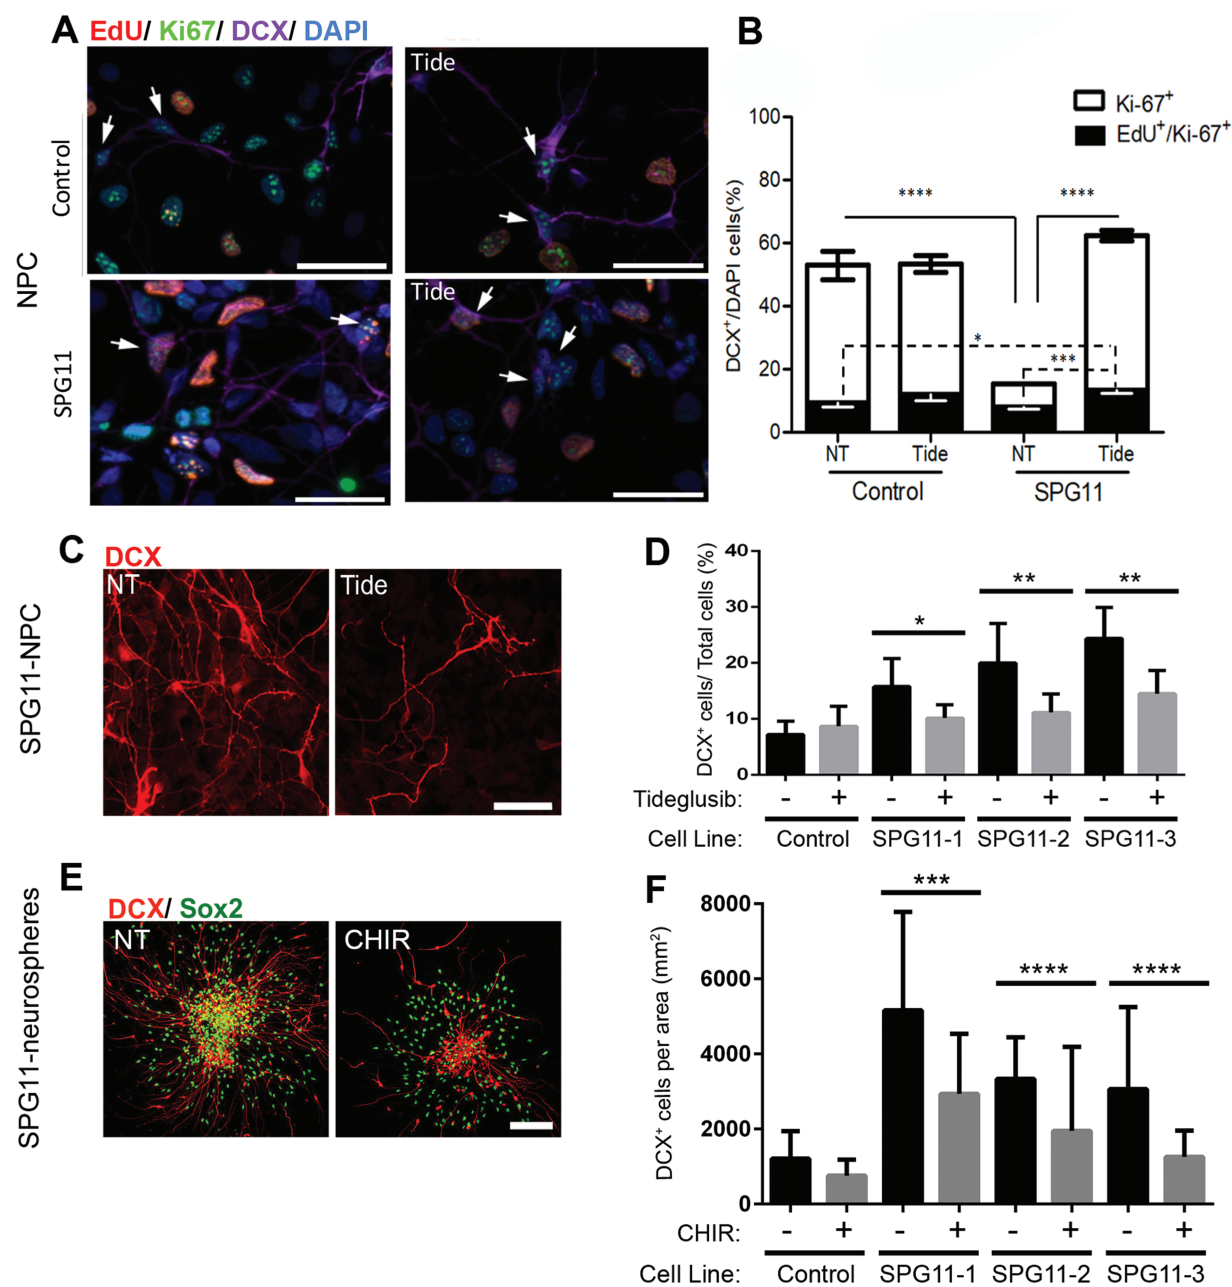 A EdU/ Ki67/ DCX/ DAPI
Tide
Control
NPC
Tide
SPG11
B
Ki-67+
EdU+/Ki-67+
DCX+/DAPI cells(%)
100
80
60
40
20
0
****
****
*
***
NT Tide NT Tide
Control SPG11
C
DCX
NT
Tide
SPG11-NPC
D
DCX+ cells/ Total cells (%)
40
30
20
10
0
*
**
**
Tideglusib: - + - + - + - +
Cell Line: Control SPG11-1 SPG11-2 SPG11-3
E
DCX/ Sox2
NT
CHIR
SPG11-neurospheres
F
DCX+ cells per area (mm2)
8000
6000
4000
2000
0
***
****
****
CHIR: - + - + - + - +
Cell Line: Control SPG11-1 SPG11-2 SPG11-3